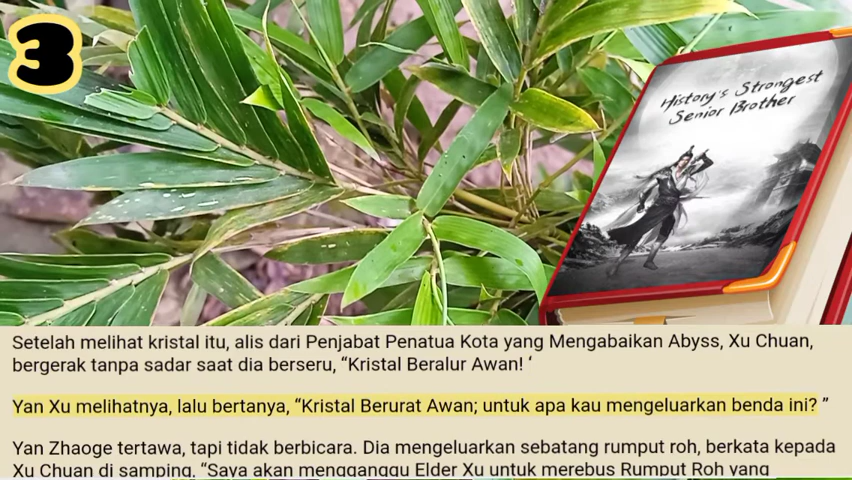 3
History's Strongest
Senior Brother
Setelah melihat kristal itu, alis dari Penjabat Penatua Kota yang Mengabaikan Abyss, Xu Chuan,
bergerak tanpa sadar saat dia berseru, “Kristal Beralur Awan! ‘
Yan Xu melihatnya, lalu bertanya, “Kristal Berurat Awan; untuk apa kau mengeluarkan benda ini? ”
Yan Zhaoge tertawa, tapi tidak berbicara. Dia mengeluarkan sebatang rumput roh, berkata kepada
Xu Chuan di samping, “Saya akan mengganggu Elder Xu untuk merebus Rumput Roh yang